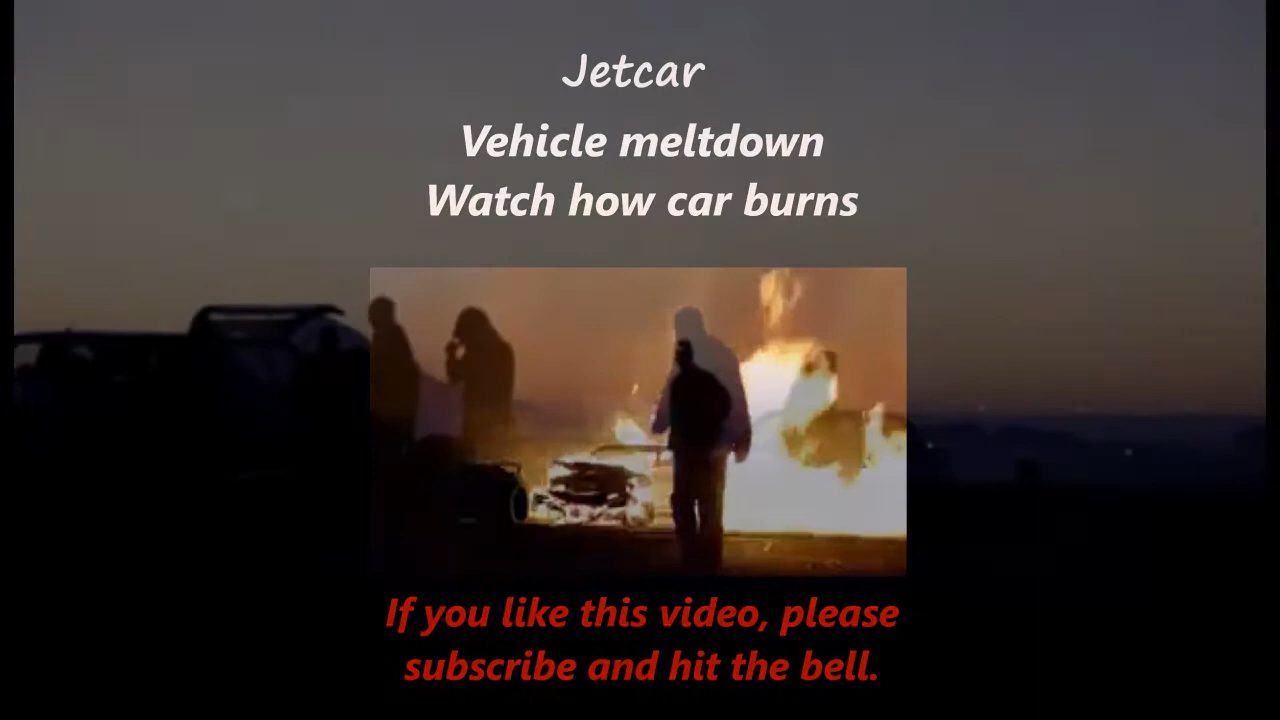 Jetcar
Vehicle meltdown
Watch how car burns
If you like this video, please
subscribe and hit the bell.